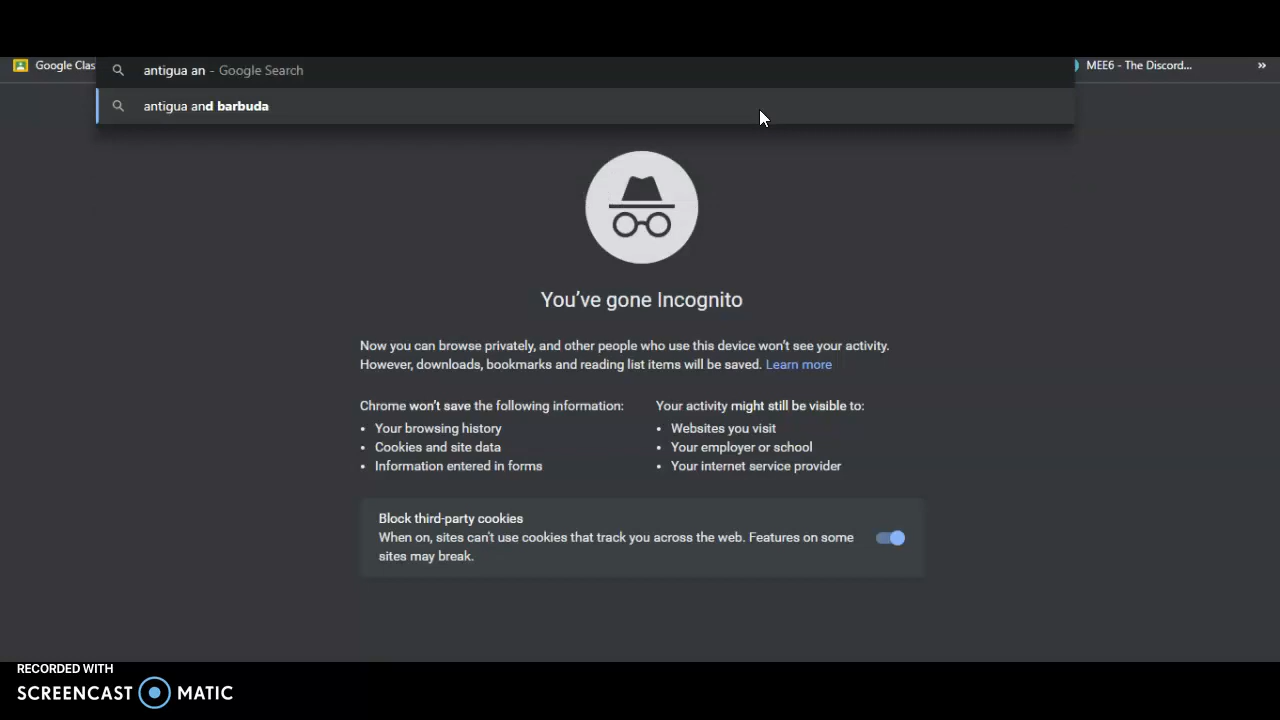 Google Clas
antigua an - Google Search
MEE6 - The Discord...
»
antigua and barbuda
You've gone Incognito
Now you can browse privately, and other people who use this device won't see your activity.
However, downloads, bookmarks and reading list items will be saved. Learn more
Chrome won't save the following information:
• Your browsing history
• Cookies and site data
• Information entered in forms
Your activity might still be visible to:
• Websites you visit
• Your employer or school
• Your internet service provider
Block third-party cookies
When on, sites can't use cookies that track you across the web. Features on some
sites may break.
RECORDED WITH
SCREENCAST MATIC